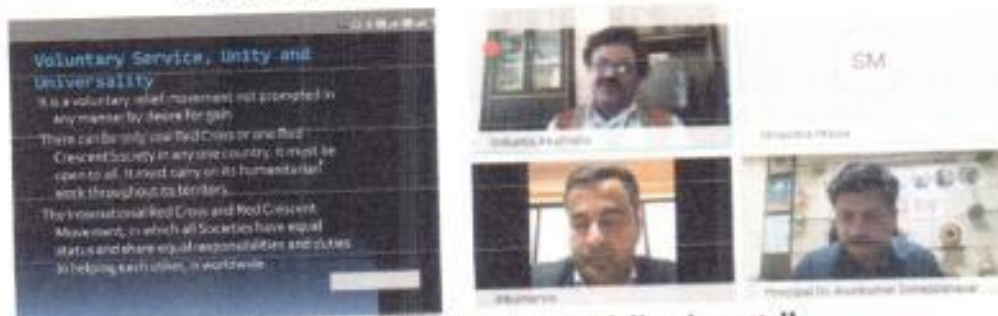 Voluntary Service, Unity and
Universality
It is a voluntary relief movement not prompted in
any manner by desire for gain
There can be only one Red Cross or one Red
Crescent Society in any one country. It must be
open to all. It must carry on its humanitarian
work throughout its territory.
The International Red Cross and Red Crescent
Movement, in which all Societies have equal
status and share equal responsibilities and duties
in helping each other, is worldwide
SM
Principal Dr.